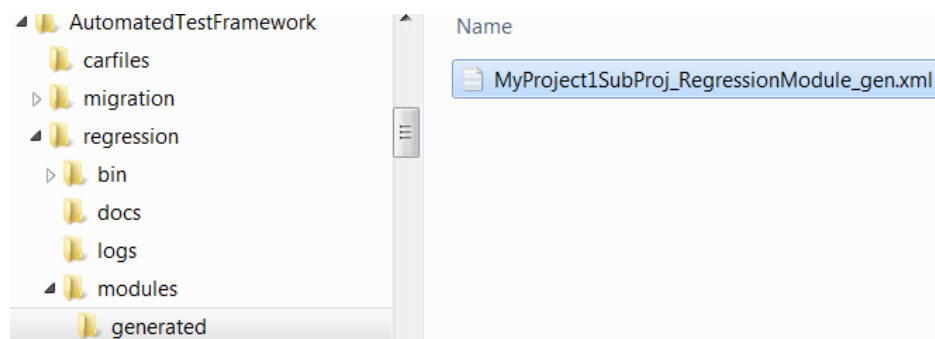 AutomatedTestFramework
carfiles
migration
regression
bin
docs
logs
modules
generated
Name
MyProject1SubProj_RegressionModule_gen.xml